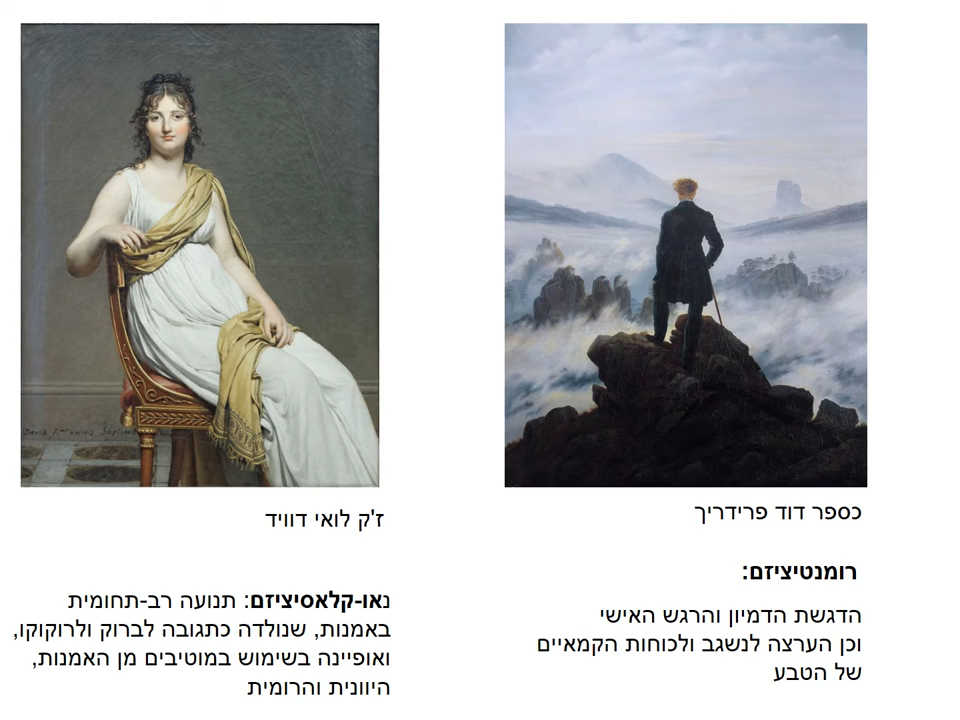 כספר דוד פרידריך
רומנטיציזם:
הדגשת הדמיון והרגש האישי
וכן הערצה לנשגב ולכוחות הקמאיים
של הטבע
ז'ק לואי דוויד
נאו-קלאסיציזם: תנועה רב-תחומית
באמנות, שנולדה כתגובה לברוק ולרוקוקו,
ואופיינה בשימוש במוטיבים מן האמנות,
היוונית והרומית